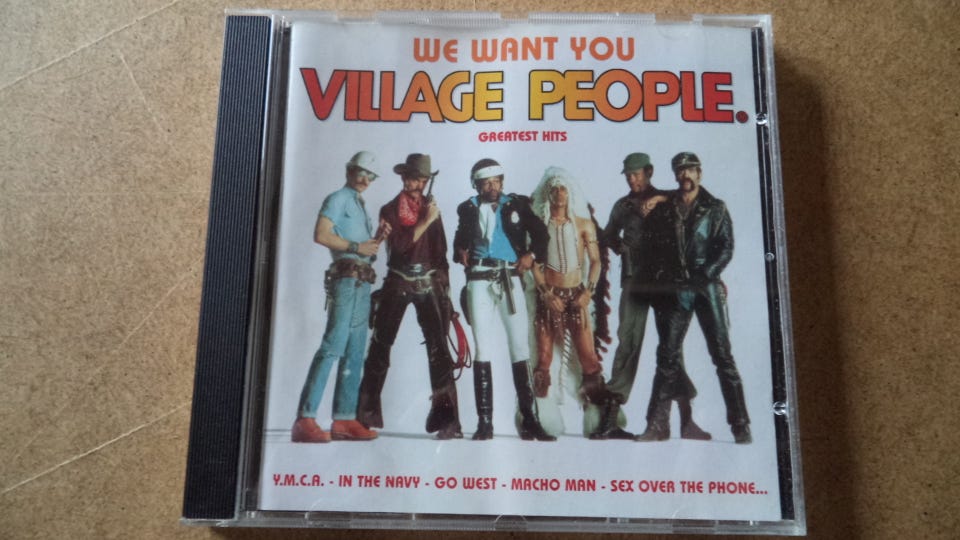 WE WANT YOU
VILLAGE PEOPLE.
GREATEST HITS
Y.M.C.A. - IN THE NAVY - GO WEST - MACHO MAN - SEX OVER THE PHONE...